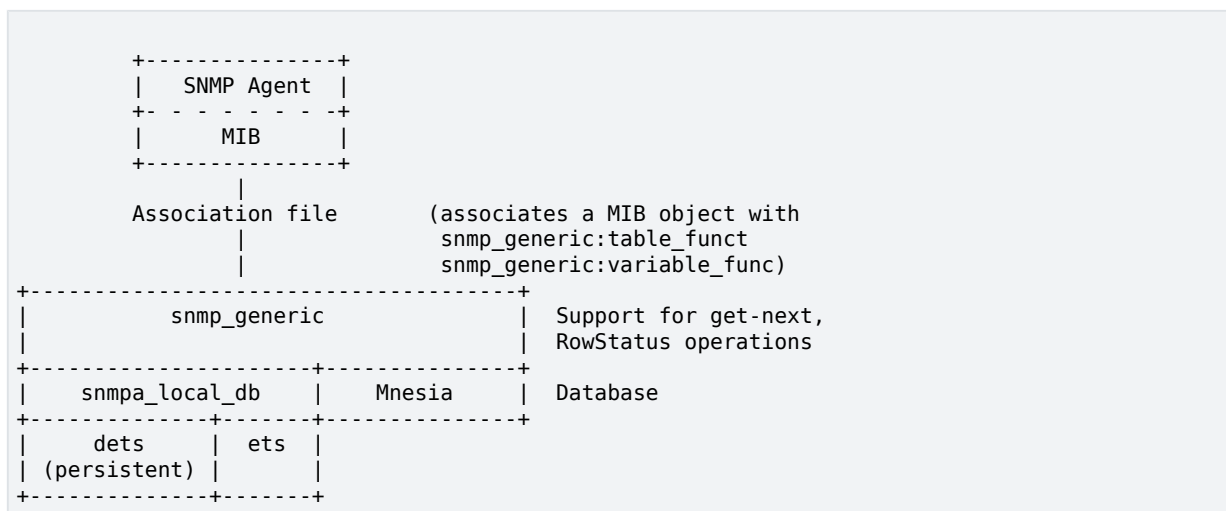 SNMP Agent
MIB
Association file (associates a MIB object with
snmp_generic:table_funct
snmp_generic:variable_func)
snmp_generic Support for get-next,
RowStatus operations
snmpa_local_db Mnesia Database
dets ets
(persistent)